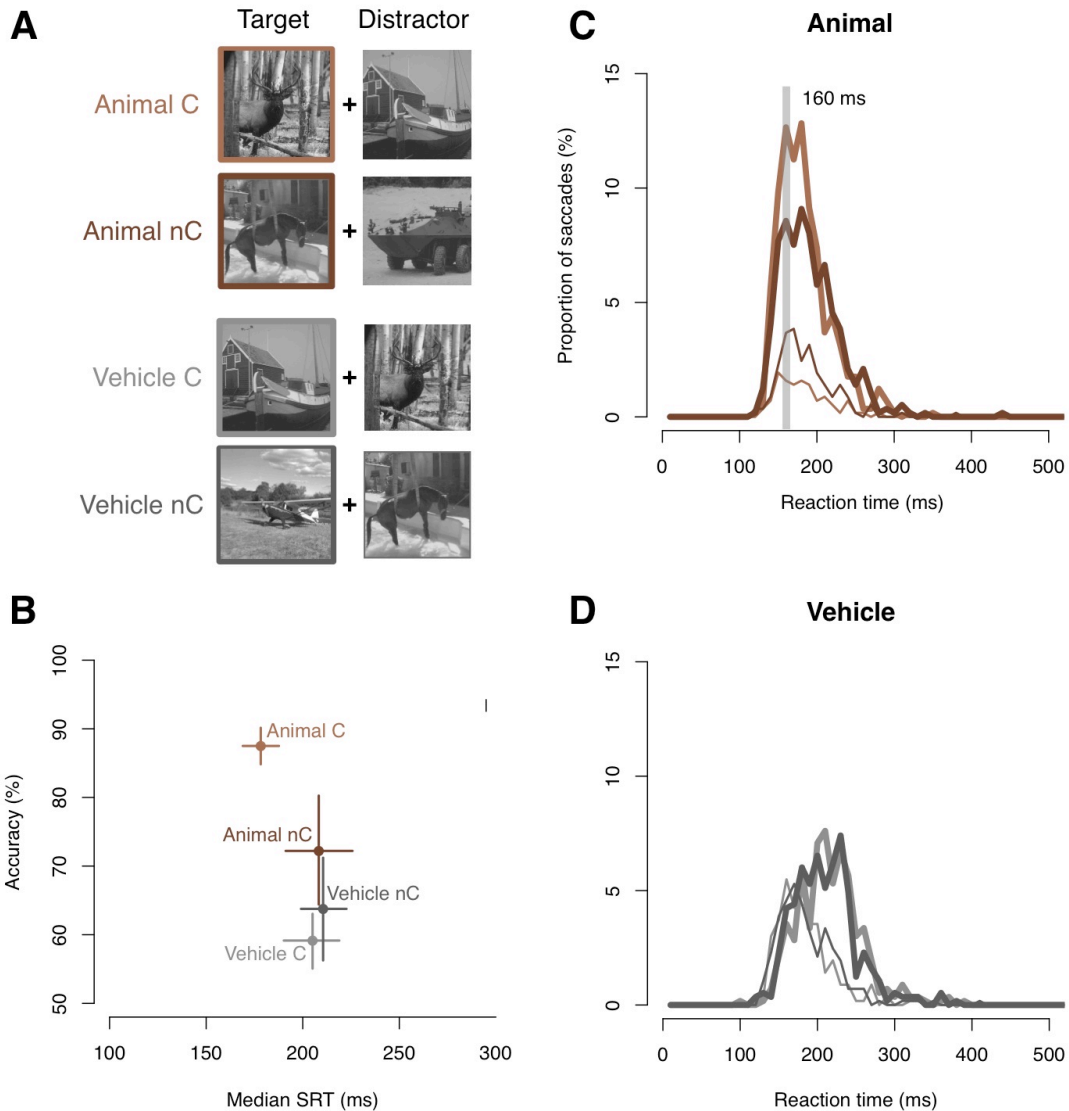 A
Target
Distractor
Animal C
+
Animal nC
+
Vehicle C
+
Vehicle nC
+
B
100
90
80
70
60
50
Accuracy (%)
Animal C
Animal nC
Vehicle nC
Vehicle C
100
150
200
250
300
Median SRT (ms)
C
Animal
15
10
5
0
Proportion of saccades (%)
160 ms
0
100
200
300
400
500
Reaction time (ms)
D
Vehicle
15
10
5
0
0
100
200
300
400
500
Reaction time (ms)